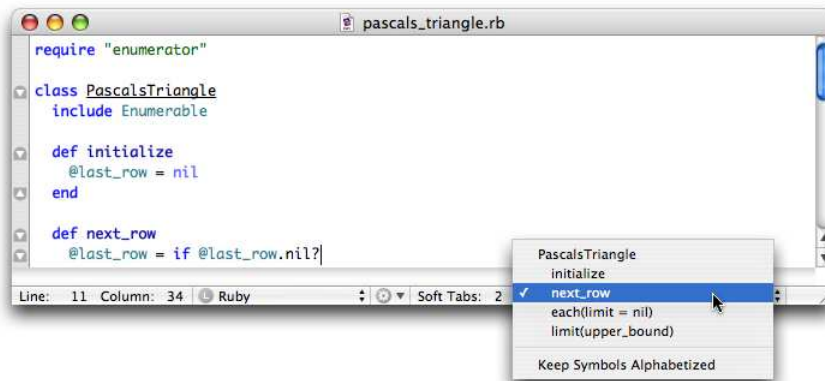 pascals_triangle.rb
require "enumerator"
class PascalsTriangle
include Enumerable
def initialize
@last_row = nil
end
def next_row
@last_row = if @last_row.nil?
Line: 11 Column: 34 L Ruby Soft Tabs: 2
PascalsTriangle
initialize
✓ next_row
each(limit = nil)
limit(upper_bound)
Keep Symbols Alphabetized